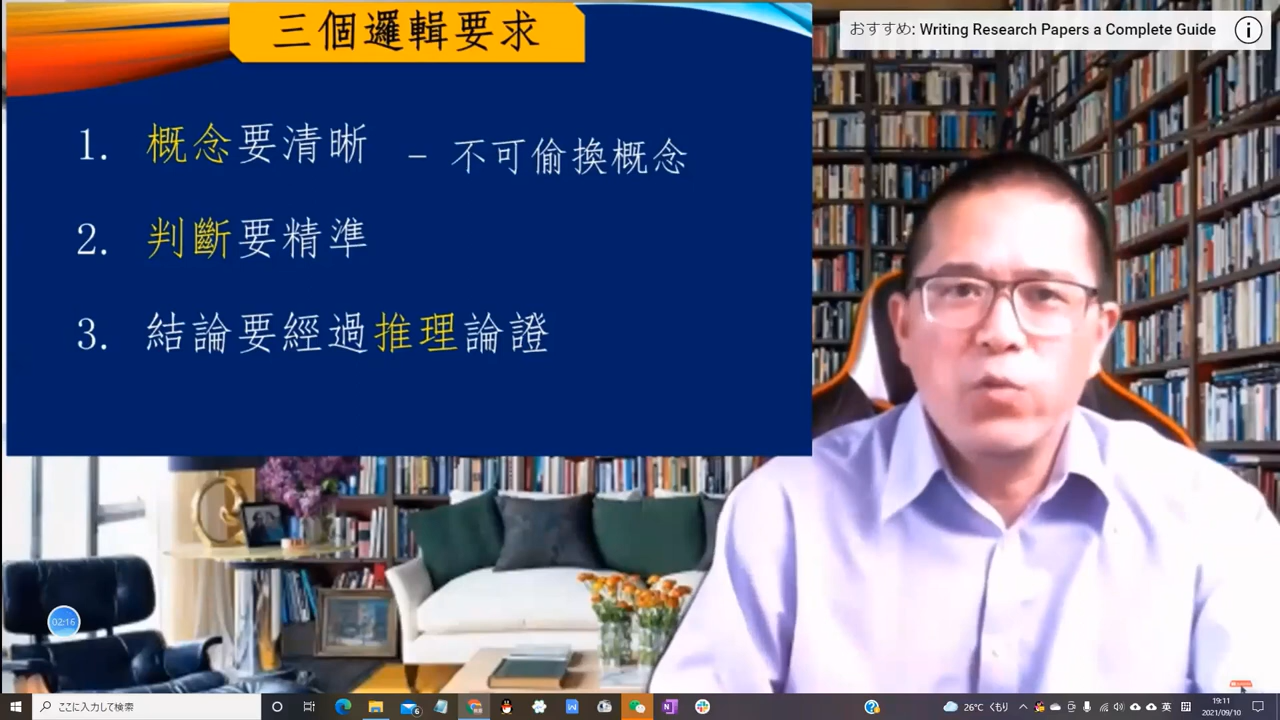 三個邏輯要求
おすすめ: Writing Research Papers a Complete Guide
1. 概念要清晰 - 不可偷換概念
2. 判斷要精準
3. 結論要經過推理論證
02:16
ここに入力して検索
6
26°C くもり
英
拼
19:11
2021/09/10